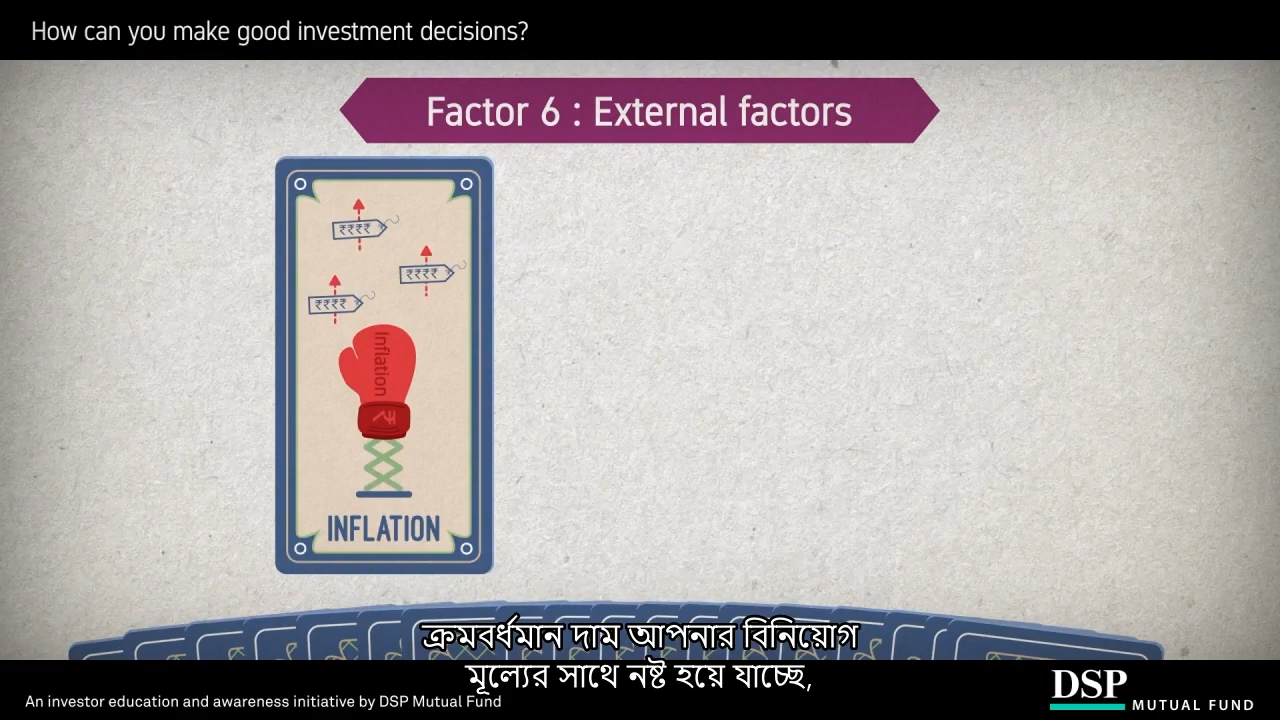 How can you make good investment decisions?
Factor 6 : External factors
₹₹₹₹
₹₹₹₹
₹₹₹₹
Inflation
₹
INFLATION
ক্রমবর্ধমান দাম আপনার বিনিয়োগ
মূল্যের সাথে নষ্ট হয়ে যাচ্ছে,
An investor education and awareness initiative by DSP Mutual Fund
DSP
MUTUAL FUND